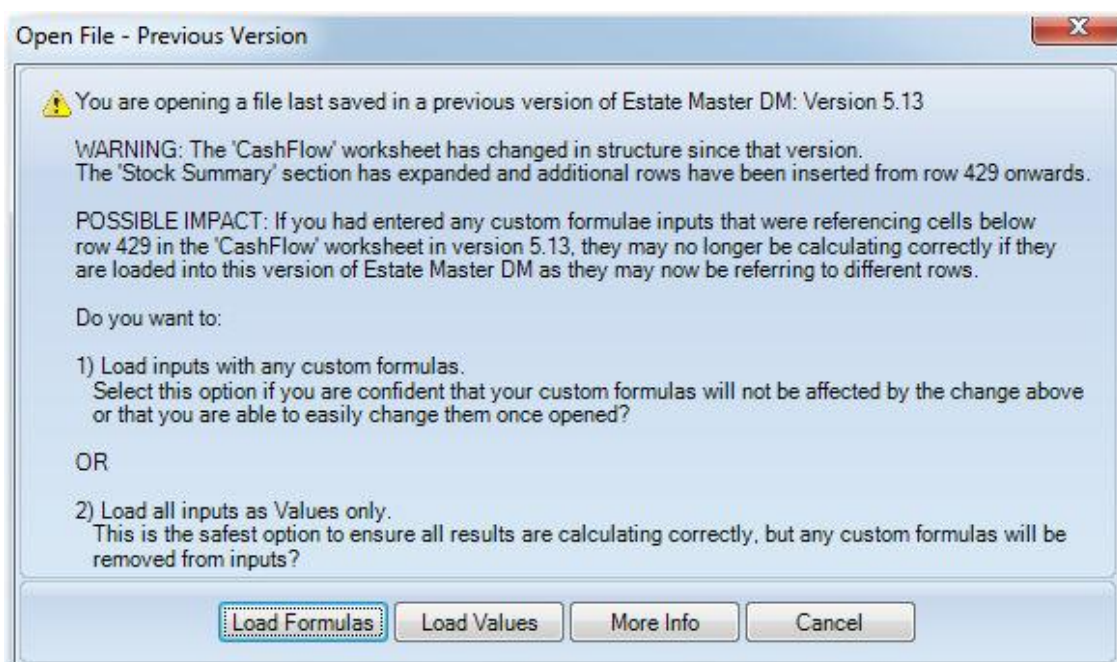 Open File - Previous Version
X
You are opening a file last saved in a previous version of Estate Master DM: Version 5.13
WARNING: The 'CashFlow' worksheet has changed in structure since that version.
The 'Stock Summary' section has expanded and additional rows have been inserted from row 429 onwards.
POSSIBLE IMPACT: If you had entered any custom formulae inputs that were referencing cells below
row 429 in the 'CashFlow' worksheet in version 5.13, they may no longer be calculating correctly if they
are loaded into this version of Estate Master DM as they may now be referring to different rows.
Do you want to:
1) Load inputs with any custom formulas.
Select this option if you are confident that your custom formulas will not be affected by the change above
or that you are able to easily change them once opened?
OR
2) Load all inputs as Values only.
This is the safest option to ensure all results are calculating correctly, but any custom formulas will be
removed from inputs?
Load Formulas Load Values More Info Cancel